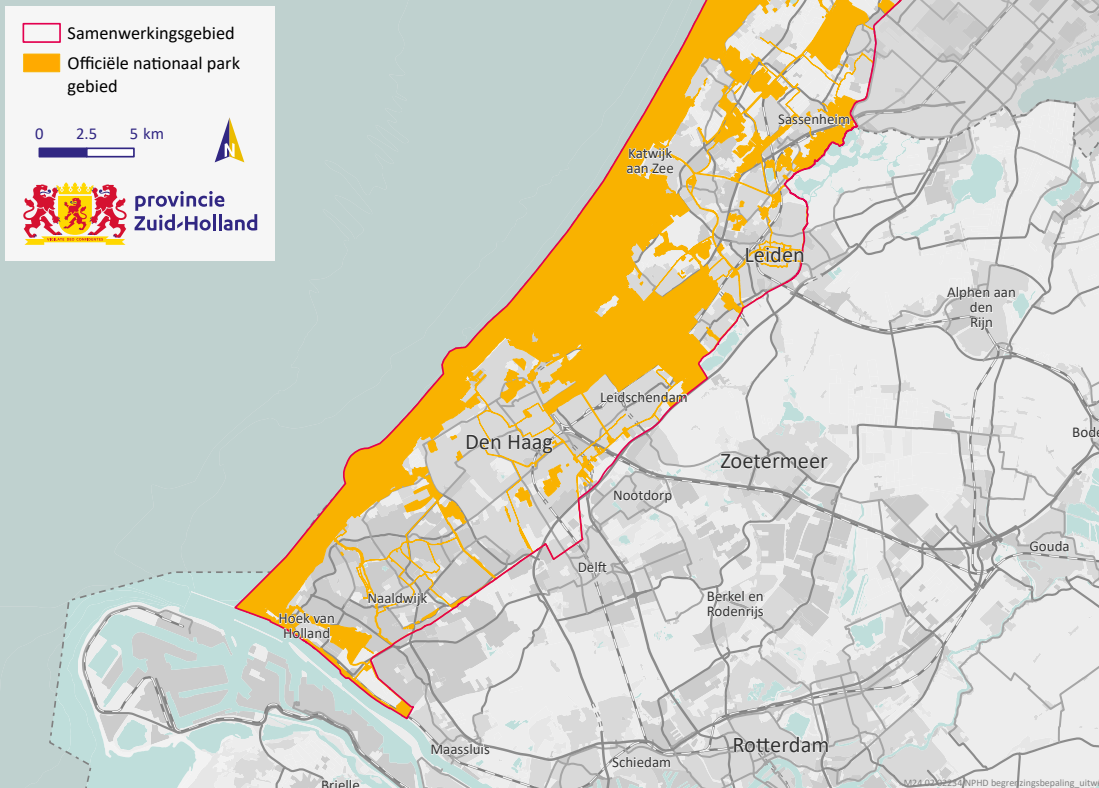 Samenwerkingsgebied
Officiële nationaal park
gebied
0 2.5 5 km
N
provincie
Zuid-Holland
Sassenheim
Katwijk
aan Zee
Leiden
Alphen aan
den
Rijn
Leidschendam
Den Haag
Bode
Zoetermeer
Nootdorp
Gouda
Delft
Naaldwijk
Berkel en
Rodenrijs
Hoek van
Holland
Maassluis
Rotterdam
Schiedam
Brielle